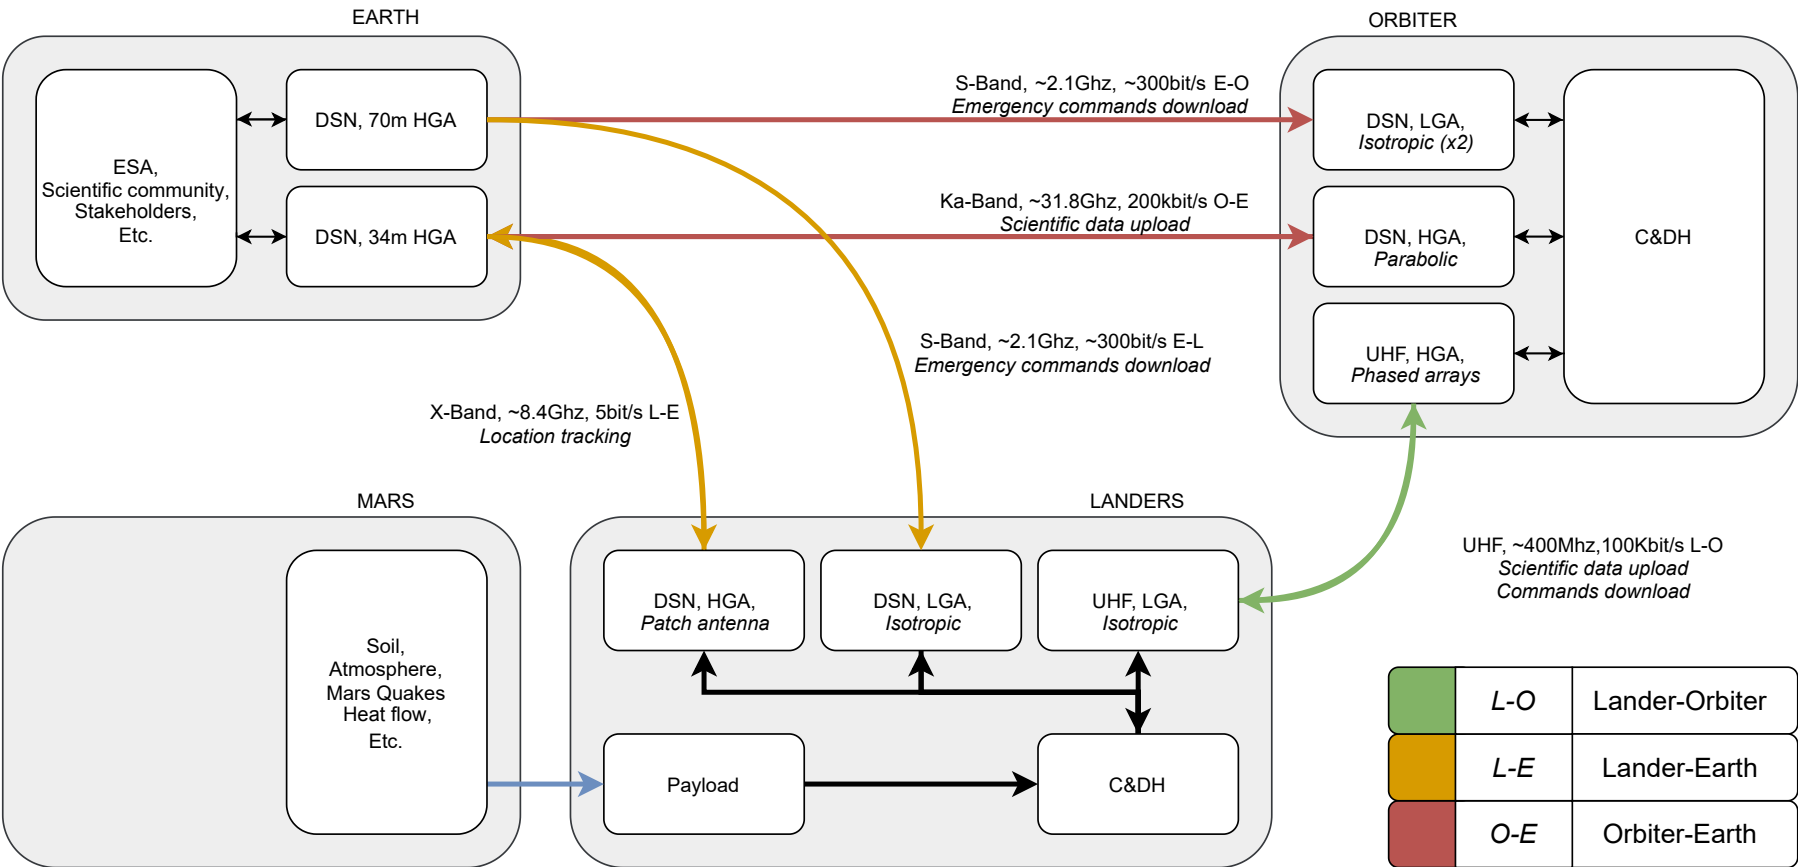 EARTH
ORBITER
ESA,
Scientific community,
Stakeholders,
Etc.
DSN, 70m HGA
DSN, 34m HGA
S-Band, ~2.1Ghz, ~300bit/s E-O
Emergency commands download
Ka-Band, ~31.8Ghz, 200kbit/s O-E
Scientific data upload
DSN, LGA,
Isotropic (x2)
DSN, HGA,
Parabolic
UHF, HGA,
Phased arrays
C&DH
S-Band, ~2.1Ghz, ~300bit/s E-L
Emergency commands download
X-Band, ~8.4Ghz, 5bit/s L-E
Location tracking
MARS
LANDERS
Soil,
Atmosphere,
Mars Quakes
Heat flow,
Etc.
DSN, HGA,
Patch antenna
DSN, LGA,
Isotropic
UHF, LGA,
Isotropic
Payload
C&DH
UHF, ~400Mhz,100Kbit/s L-O
Scientific data upload
Commands download
L-O Lander-Orbiter
L-E Lander-Earth
O-E Orbiter-Earth